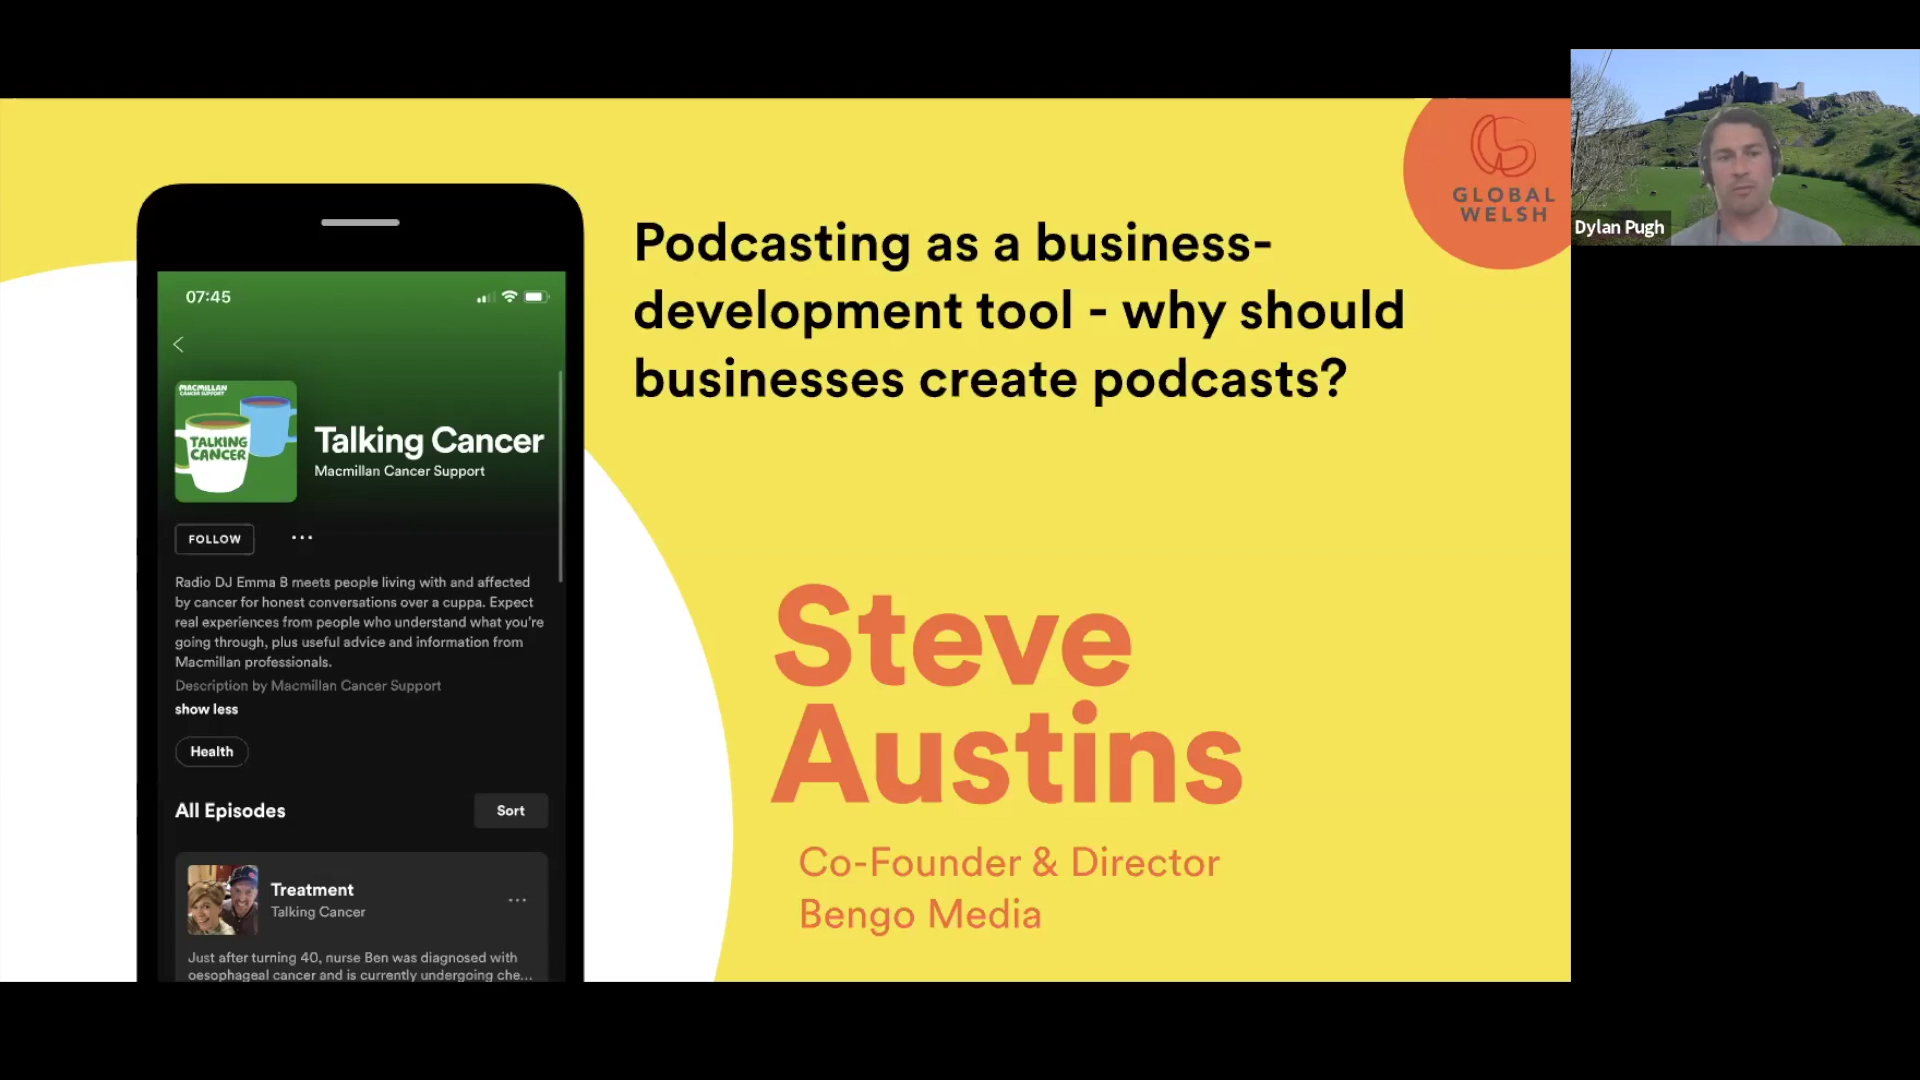 Podcasting as a business-
development tool - why should
businesses create podcasts?
GLOBAL
WELSH
Dylan Pugh
07:45
MACMILLAN
CANCER SUPPORT
TALKING
CANCER
Talking Cancer
Macmillan Cancer Support
FOLLOW
Radio DJ Emma B meets people living with and affected
by cancer for honest conversations over a cuppa. Expect
real experiences from people who understand what you're
going through, plus useful advice and information from
Macmillan professionals.
Description by Macmillan Cancer Support
show less
Health
All Episodes
Sort
Treatment
Talking Cancer
Just after turning 40, nurse Ben was diagnosed with
oesophageal cancer and is currently undergoing che...
Steve
Austins
Co-Founder & Director
Bengo Media